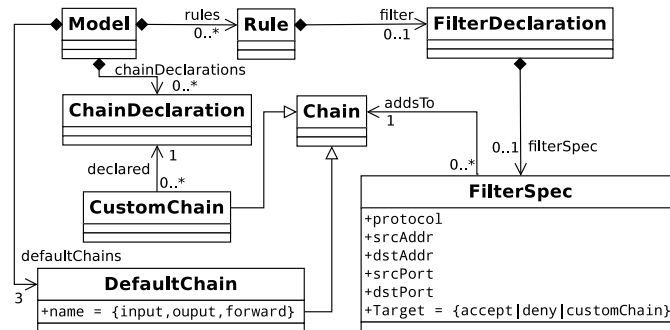 Model
rules
0..*
Rule
filter
0..1
FilterDeclaration
chainDeclarations
0..*
ChainDeclaration
Chain
addsTo
1
0..1
filterSpec
declared
1
0..*
0..*
CustomChain
FilterSpec
+protocol
+srcAddr
+dstAddr
+srcPort
+dstPort
+Target = {accept|deny|customChain}
defaultChains
3
DefaultChain
+name = {input,ouput,forward}